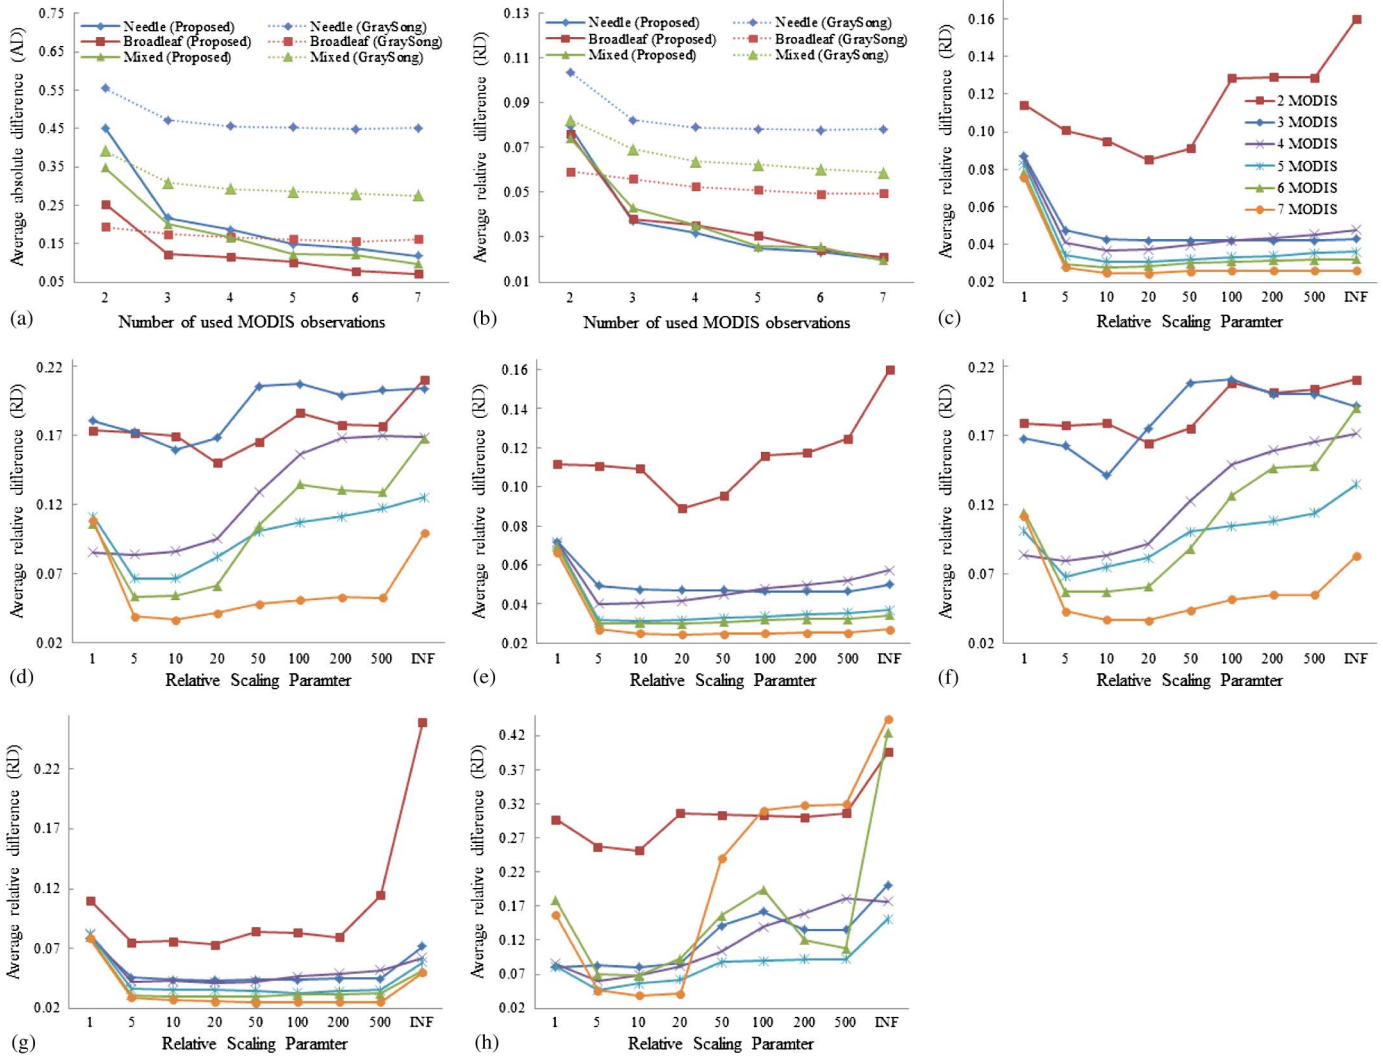 Average absolute difference (AD)
0.75
0.65
0.55
0.45
0.35
0.25
0.15
0.05
Needle (Proposed)
Needle (GraySong)
Broadleaf (Proposed)
Broadleaf (GraySong)
Mixed (Proposed)
Mixed (GraySong)
2 3 4 5 6 7
(a)
Number of used MODIS observations
Average relative difference (RD)
0.13
0.11
0.09
0.07
0.05
0.03
0.01
Needle (Proposed)
Needle (GraySong)
Broadleaf (Proposed)
Broadleaf (GraySong)
Mixed (Proposed)
Mixed (GraySong)
2 3 4 5 6 7
(b)
Number of used MODIS observations
Average relative difference (RD)
0.16
0.14
0.12
0.10
0.08
0.06
0.04
0.02
2 MODIS
3 MODIS
4 MODIS
5 MODIS
6 MODIS
7 MODIS
1 5 10 20 50 100 200 500 INF
(c)
Relative Scaling Paramter
Average relative difference (RD)
0.22
0.17
0.12
0.07
0.02
1 5 10 20 50 100 200 500 INF
(d)
Relative Scaling Paramter
Average relative difference (RD)
0.16
0.14
0.12
0.10
0.08
0.06
0.04
0.02
1 5 10 20 50 100 200 500 INF
(e)
Relative Scaling Paramter
Average relative difference (RD)
0.22
0.17
0.12
0.07
0.02
1 5 10 20 50 100 200 500 INF
(f)
Relative Scaling Paramter
Average relative difference (RD)
0.22
0.17
0.12
0.07
0.02
1 5 10 20 50 100 200 500 INF
(g)
Relative Scaling Paramter
Average relative difference (RD)
0.42
0.37
0.32
0.27
0.22
0.17
0.12
0.07
0.02
1 5 10 20 50 100 200 500 INF
(h)
Relative Scaling Paramter